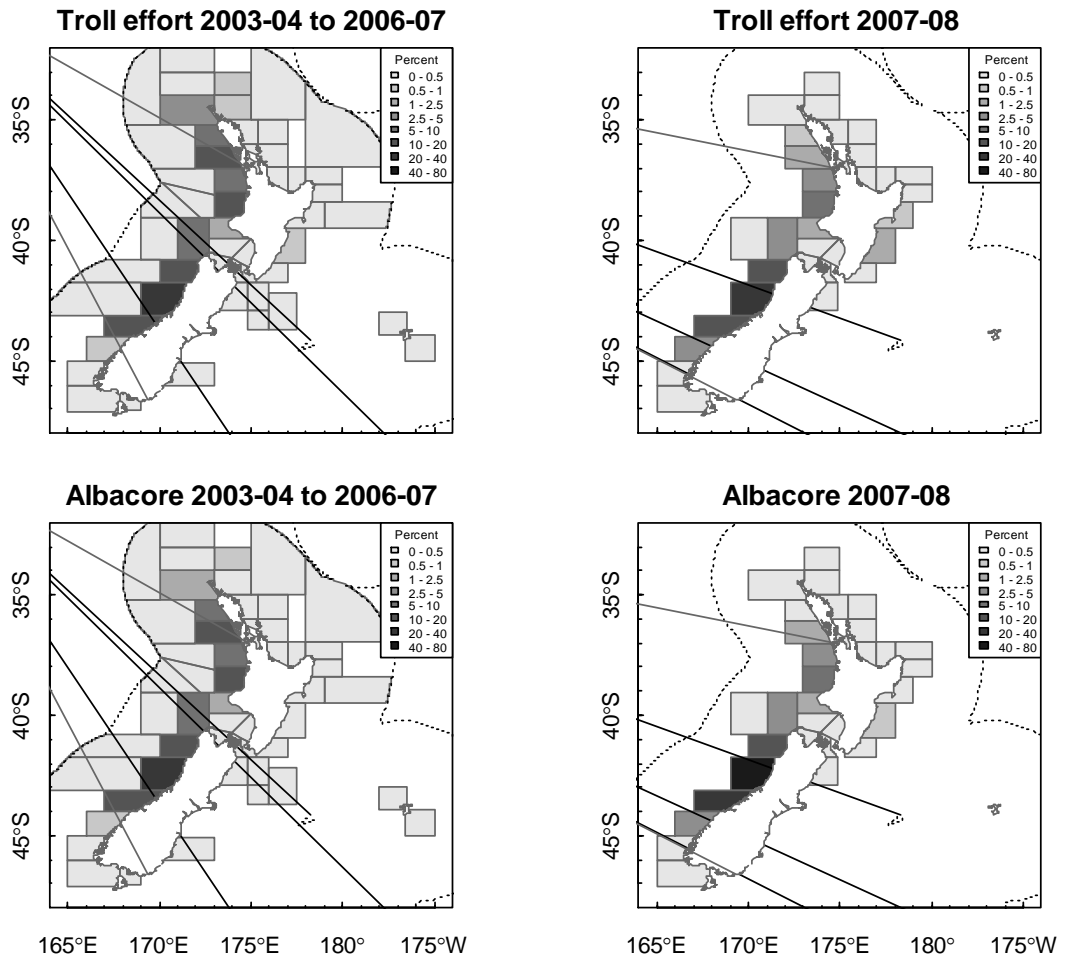 Troll effort 2003-04 to 2006-07
Percent
0 - 0.5
0.5 - 1
1 - 2.5
2.5 - 5
5 - 10
10 - 20
20 - 40
40 - 80
35°S
40°S
45°S
Troll effort 2007-08
Percent
0 - 0.5
0.5 - 1
1 - 2.5
2.5 - 5
5 - 10
10 - 20
20 - 40
40 - 80
35°S
40°S
45°S
Albacore 2003-04 to 2006-07
Percent
0 - 0.5
0.5 - 1
1 - 2.5
2.5 - 5
5 - 10
10 - 20
20 - 40
40 - 80
35°S
40°S
45°S
165°E 170°E 175°E 180° 175°W
Albacore 2007-08
Percent
0 - 0.5
0.5 - 1
1 - 2.5
2.5 - 5
5 - 10
10 - 20
20 - 40
40 - 80
35°S
40°S
45°S
165°E 170°E 175°E 180° 175°W